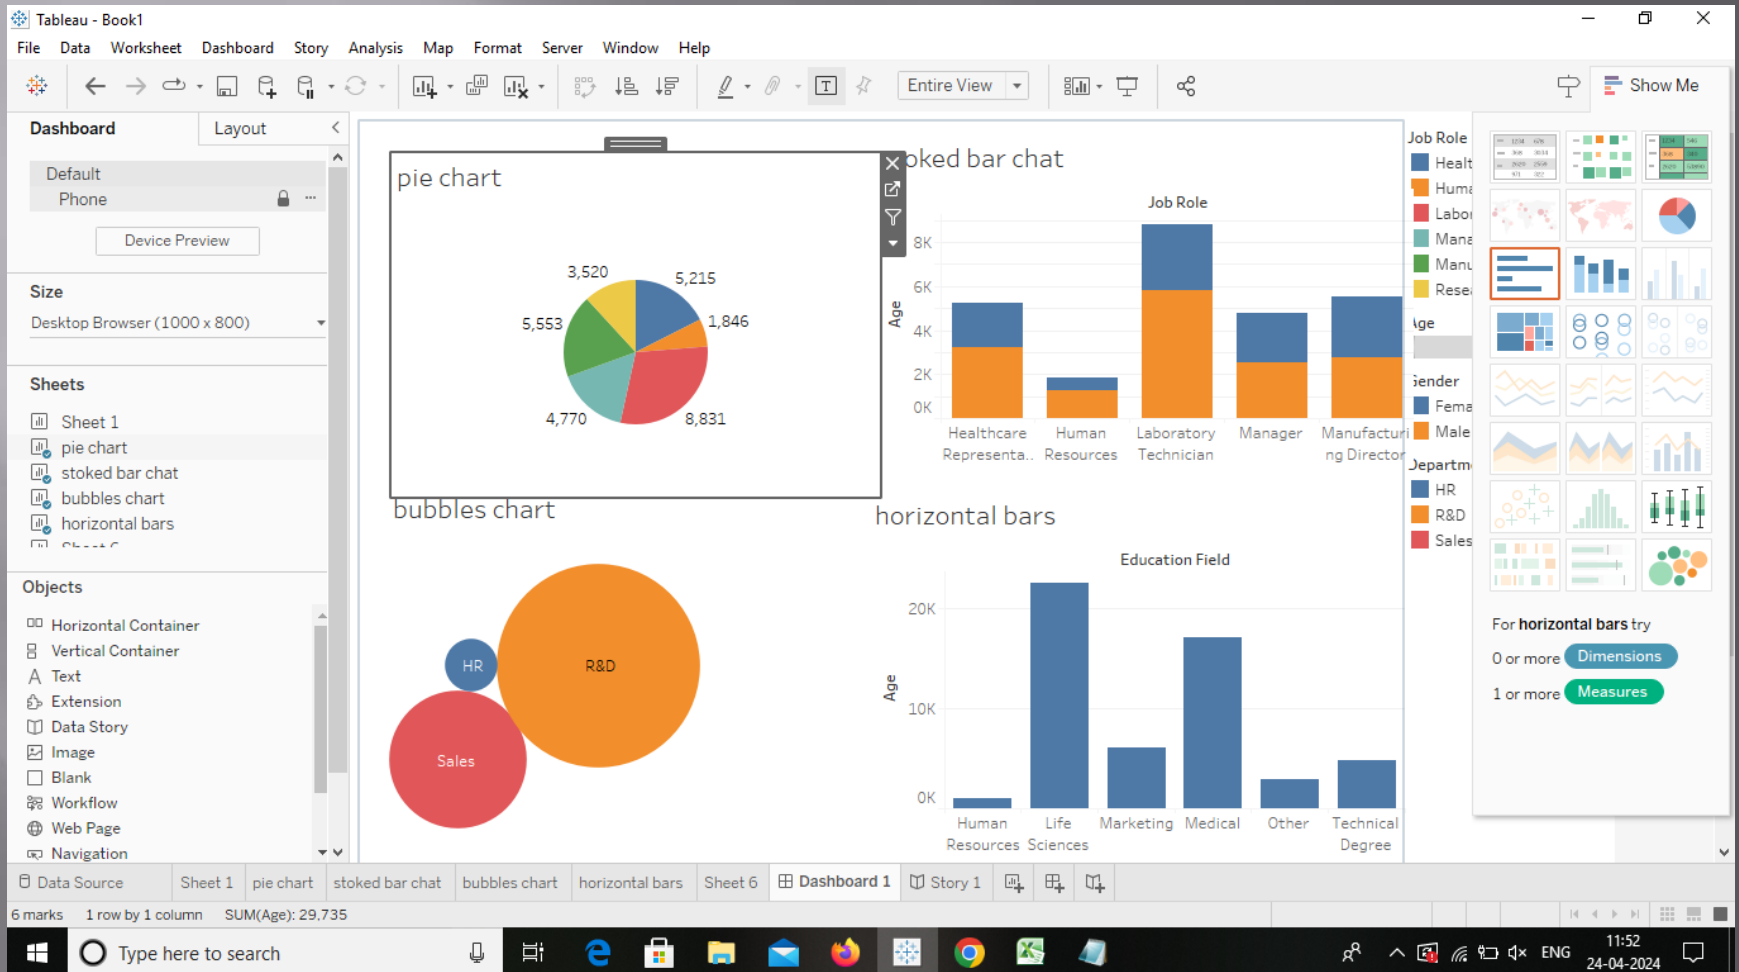 Tableau - Book1
File Data Worksheet Dashboard Story Analysis Map Format Server Window Help
Entire View
Show Me
Dashboard
Layout
Default
Phone
Device Preview
Size
Desktop Browser (1000 x 800)
Sheets
Sheet 1
pie chart
stoked bar chat
bubbles chart
horizontal bars
Objects
Horizontal Container
Vertical Container
Text
Extension
Data Story
Image
Blank
Workflow
Web Page
Navigation
pie chart
3,520
5,215
5,553
1,846
4,770
8,831
oked bar chat
Job Role
Age
8K
6K
4K
2K
0K
Healthcare Representa..
Human Resources
Laboratory Technician
Manager
Manufacturi
ng Director
bubbles chart
HR
R&D
Sales
horizontal bars
Education Field
Age
20K
10K
0K
Human Resources
Life Sciences
Marketing
Medical
Other
Technical Degree
Job Role
Healt
Huma
Labor
Mana
Manu
Resea
Age
Gender
Fema
Male
Departm
HR
R&D
Sales
For horizontal bars try
0 or more Dimensions
1 or more Measures
Data Source Sheet 1 pie chart stoked bar chat bubbles chart horizontal bars Sheet 6 Dashboard 1 Story 1
6 marks 1 row by 1 column SUM(Age): 29,735
Type here to search
ENG
11:52
24-04-2024